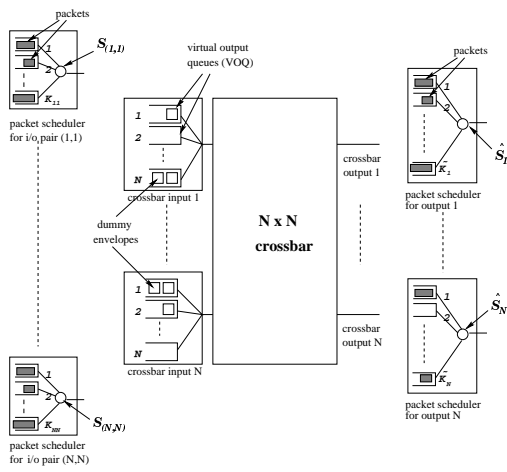 packets
S(1,1)
1
2
K11
packet scheduler
for i/o pair (1,1)
virtual output
queues (VOQ)
1
2
N
crossbar input 1
dummy
envelopes
1
2
N
crossbar input N
N x N
crossbar
crossbar
output 1
crossbar
output N
packets
1
2
K̃1
Ŝ1
packet scheduler
for output 1
1
2
K̃N
ŜN
packet scheduler
for output N
1
2
KNN
S(N,N)
packet scheduler
for i/o pair (N,N)